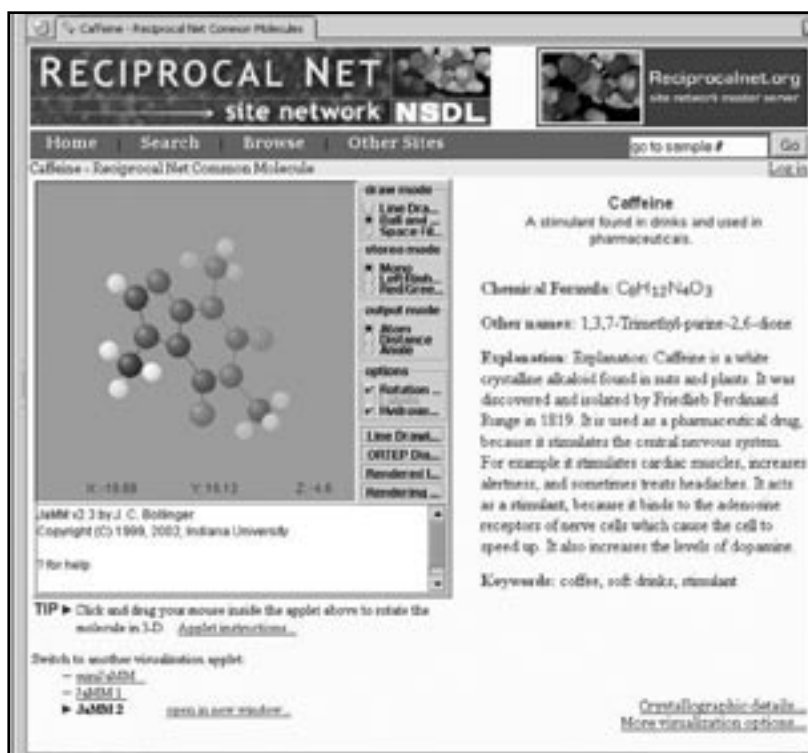 Caffeine - Reciprocal Net Common Molecules
RECIPROCAL NET
site network NSDL
Reciprocalnet.org
site network master server
Home | Search | Browse | Other Sites
go to sample #
Go
Caffeine - Reciprocal Net Common Molecule
Log in
draw mode
Line Dra...
Ball and ...
Space Fil...
stereo mode
Mono
Left/Righ...
Red/Gree...
output mode
Atom
Distance
Angle
options
Rotation ...
Hydrogen...
Line Drawi...
ORTEP Dia...
Rendered I...
Rendering ...
Y:
Z:
JaMM v2.3 by J. C. Bollinger
Copyright (C) 1999, 2002, Indiana University
? for help
TIP ► Click and drag your mouse inside the applet above to rotate the
molecule in 3-D. Applet instructions...
Switch to another visualization applet:
– miniJaMM...
– JaMM 1...
► JaMM 2 open in new window...
Caffeine
A stimulant found in drinks and used in
pharmaceuticals.
Chemical Formula:
Other names: 1,3,7-Trimethyl-purine-2,6-dione
Explanation: Explanation: Caffeine is a white
crystalline alkaloid found in nuts and plants. It was
discovered and isolated by Friedlieb Ferdinand
Runge in 1819. It is used as a pharmaceutical drug,
because it stimulates the central nervous system.
For example it stimulates cardiac muscles, increases
alertness, and sometimes treats headaches. It acts
as a stimulant, because it binds to the adenosine
receptors of nerve cells which cause the cell to
speed up. It also increases the levels of dopamine.
Keywords: coffee, soft drinks, stimulant
Crystallographic details...
More visualization options...